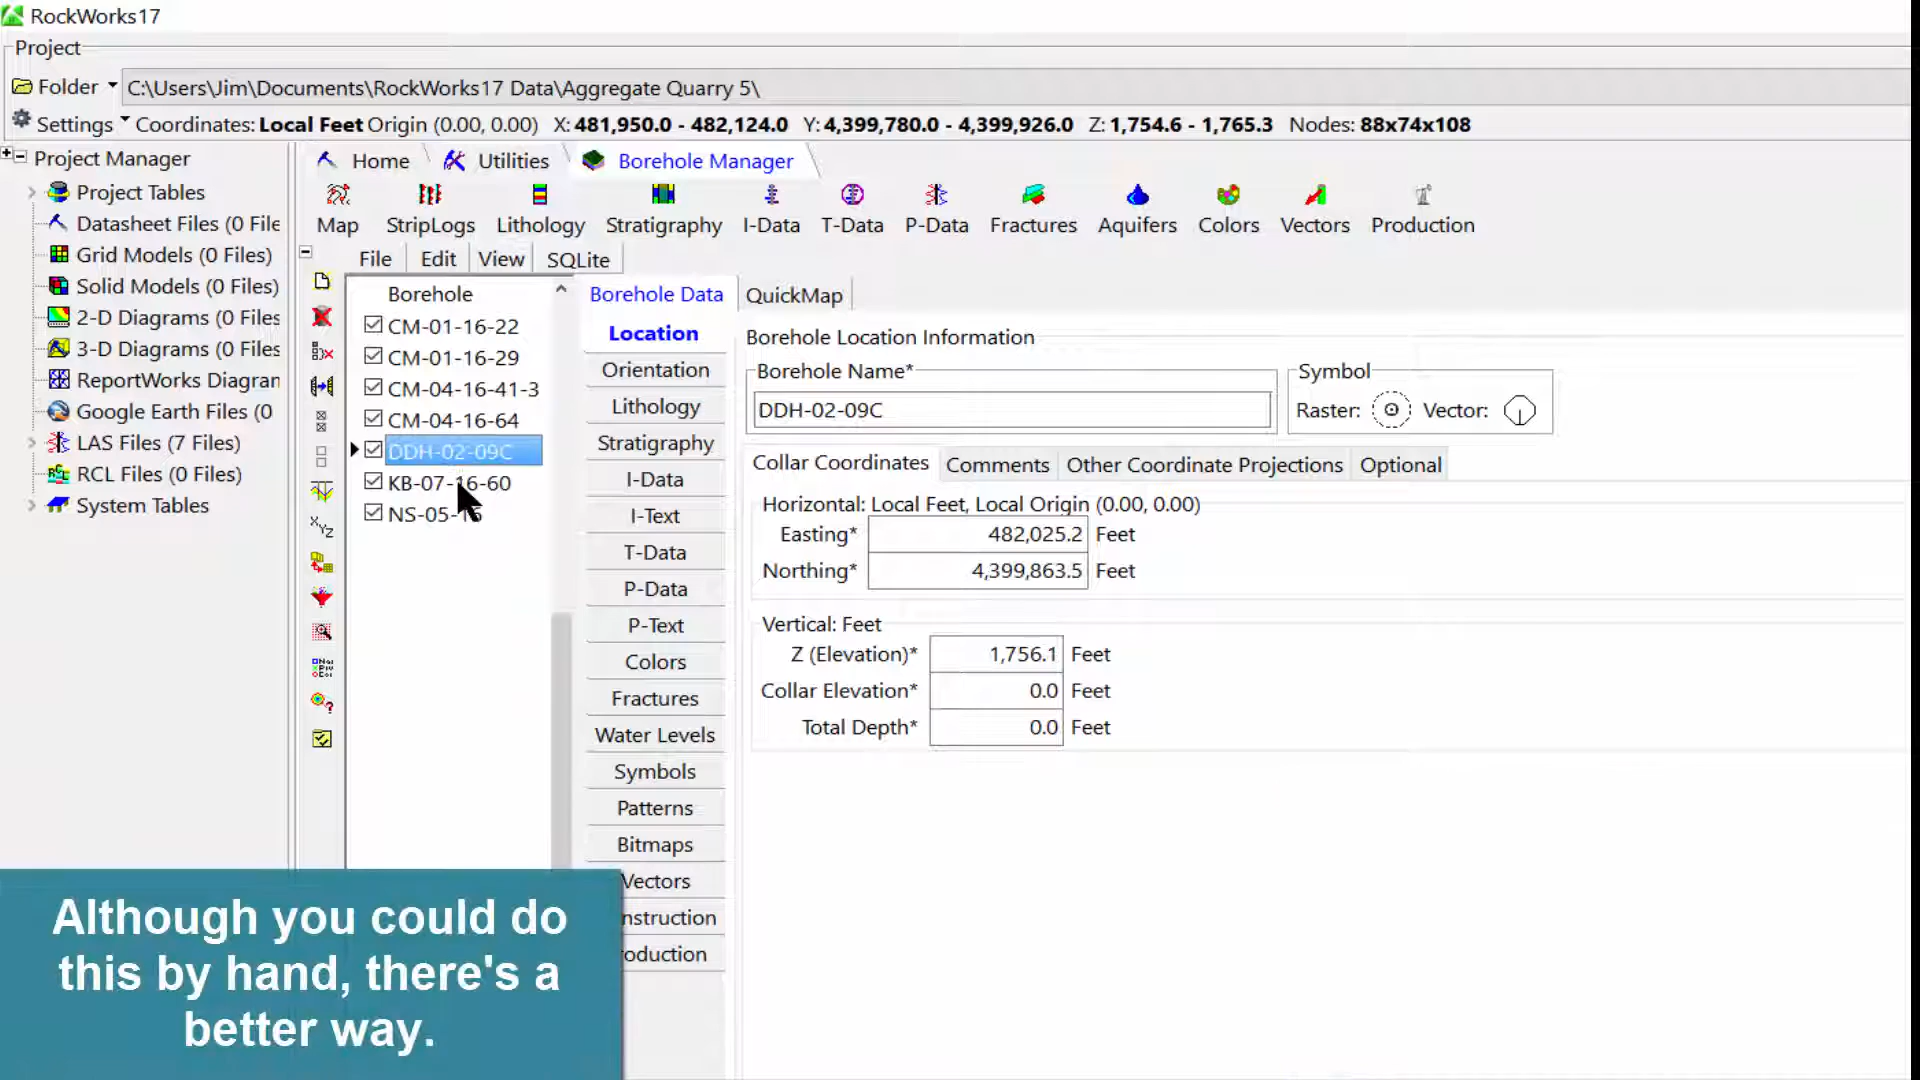 RockWorks17
Project
Folder C:\Users\Jim\Documents\RockWorks17 Data\Aggregate Quarry 5\
Settings Coordinates: Local Feet Origin (0.00, 0.00) X: 481,950.0 - 482,124.0 Y: 4,399,780.0 - 4,399,926.0 Z: 1,754.6 - 1,765.3 Nodes: 88x74x108
Project Manager
Project Tables
Datasheet Files (0 File
Grid Models (0 Files)
Solid Models (0 Files)
2-D Diagrams (0 Files
3-D Diagrams (0 Files
ReportWorks Diagran
Google Earth Files (0
LAS Files (7 Files)
RCL Files (0 Files)
System Tables
Home Utilities Borehole Manager
Map StripLogs Lithology Stratigraphy I-Data T-Data P-Data Fractures Aquifers Colors Vectors Production
File Edit View SQLite
Borehole
CM-01-16-22
CM-01-16-29
CM-04-16-41-3
CM-04-16-64
DDH-02-09C
KB-07-16-60
NS-05-16
Borehole Data QuickMap
Location
Orientation
Lithology
Stratigraphy
I-Data
I-Text
T-Data
P-Data
P-Text
Colors
Fractures
Water Levels
Symbols
Patterns
Bitmaps
Vectors
nstruction
oduction
Borehole Location Information
Borehole Name*
DDH-02-09C
Symbol
Raster: Vector:
Collar Coordinates Comments Other Coordinate Projections Optional
Horizontal: Local Feet, Local Origin (0.00, 0.00)
Easting* 482,025.2 Feet
Northing* 4,399,863.5 Feet
Vertical: Feet
Z (Elevation)* 1,756.1 Feet
Collar Elevation* 0.0 Feet
Total Depth* 0.0 Feet
Although you could do
this by hand, there's a
better way.